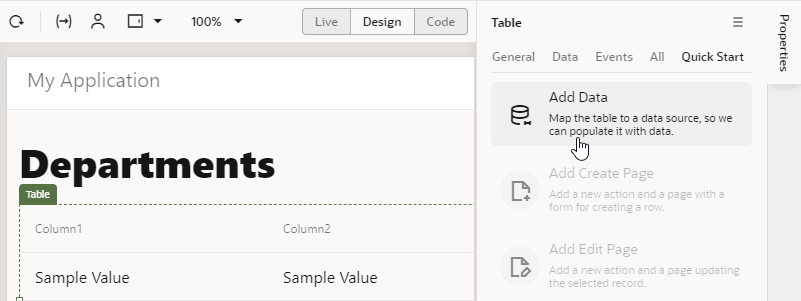 100% Live Design Code
My Application
Departments
Table
Column1 Column2
Sample Value Sample Value
Table
General Data Events All Quick Start
Add Data
Map the table to a data source, so we
can populate it with data.
Add Create Page
Add a new action and a page with a
form for creating a row.
Add Edit Page
Add a new action and a page updating
the selected record.
Properties